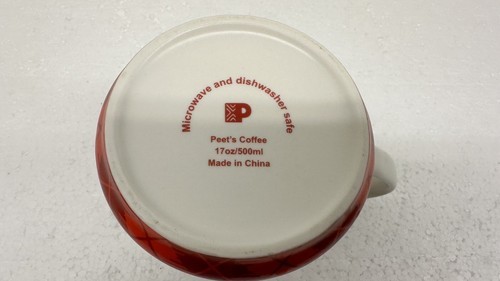 Microwave and dishwasher safe
P
Peet's Coffee
17oz/500ml
Made in China